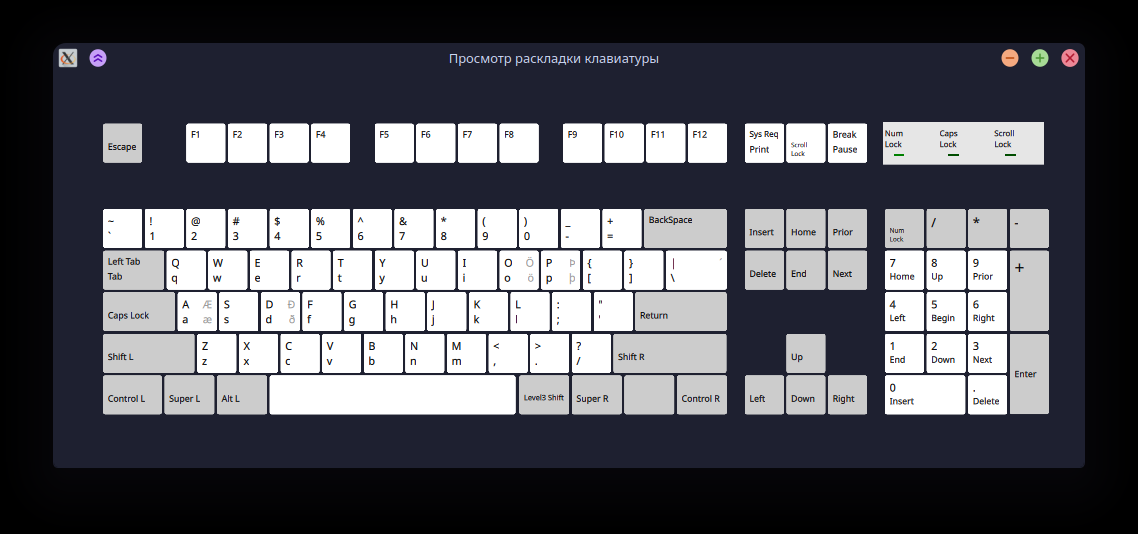 Просмотр раскладки клавиатуры
Escape F1 F2 F3 F4 F5 F6 F7 F8 F9 F10 F11 F12 Sys Req Print Scroll Lock Break Pause Num Lock Caps Lock Scroll Lock
~ ! @ # $ % ^ & * ( ) _ + BackSpace
` 1 2 3 4 5 6 7 8 9 0 - =
Insert Home Prior Num Lock / * -
Left Tab Q W E R T Y U I O Ö P Þ { } | ´
Tab q w e r t y u i o ö p þ [ ] \
Delete End Next 7 Home 8 Up 9 Prior +
Caps Lock A Æ S D Ð F G H J K L : " Return
a æ s d ð f g h j k l ; '
4 Left 5 Begin 6 Right
Shift L Z X C V B N M < > ? Shift R
z x c v b n m , . /
Up 1 End 2 Down 3 Next Enter
Control L Super L Alt L Level3 Shift Super R Control R Left Down Right 0 Insert . Delete